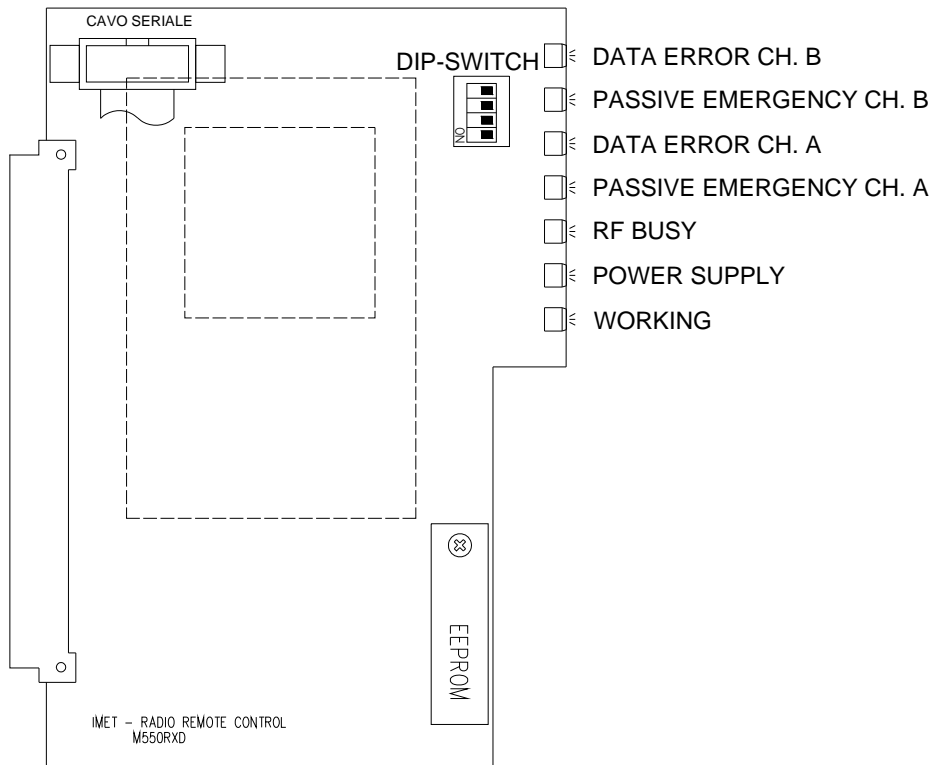 CAVO SERIALE
DIP-SWITCH
ON
DATA ERROR CH. B
PASSIVE EMERGENCY CH. B
DATA ERROR CH. A
PASSIVE EMERGENCY CH. A
RF BUSY
POWER SUPPLY
WORKING
EEPROM
IMET - RADIO REMOTE CONTROL
M550RXD